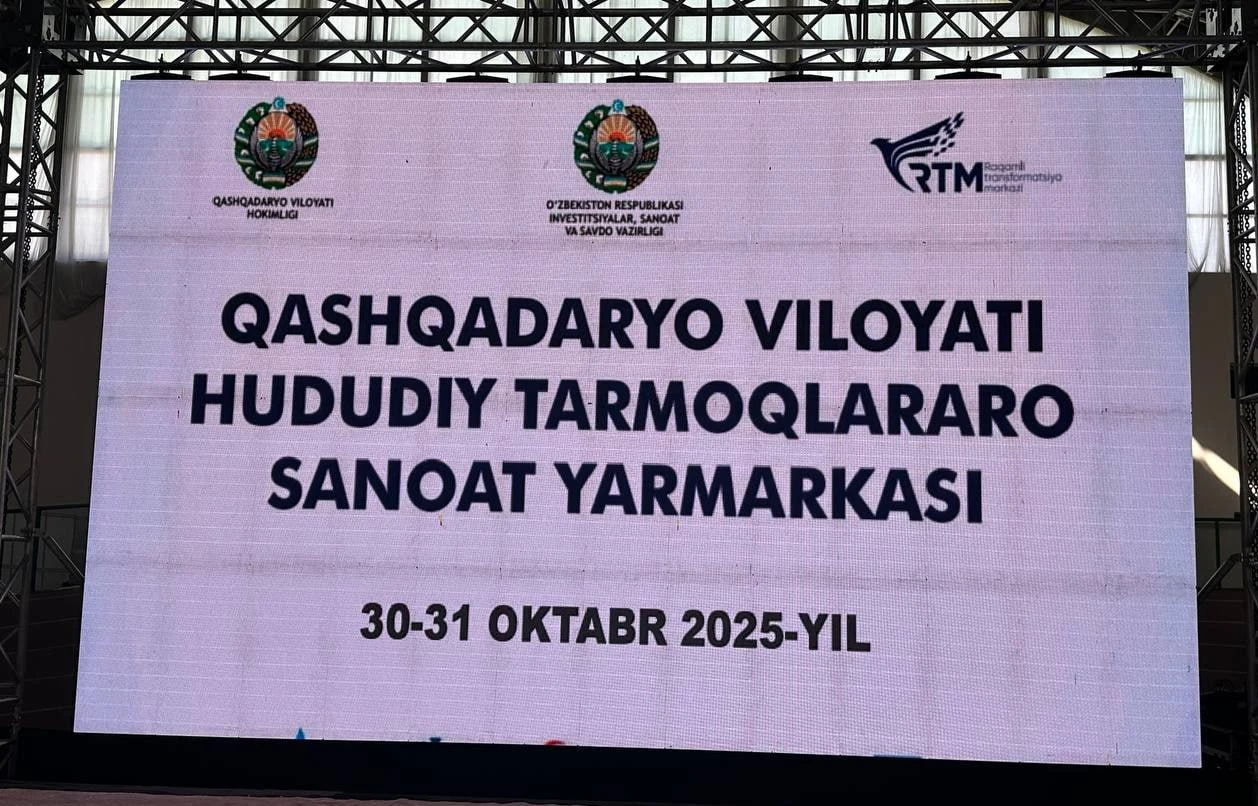 QASHQADARYO VILOYATI
HOKIMLIGI
O'ZBEKISTON RESPUBLIKASI
INVESTITSIYALAR, SANOAT
VA SAVDO VAZIRLIGI
RTM
Raqamli
transformatsiya
markazi
QASHQADARYO VILOYATI
HUDUDIY TARMOQLARARO
SANOAT YARMARKASI
30-31 OKTABR 2025-YIL